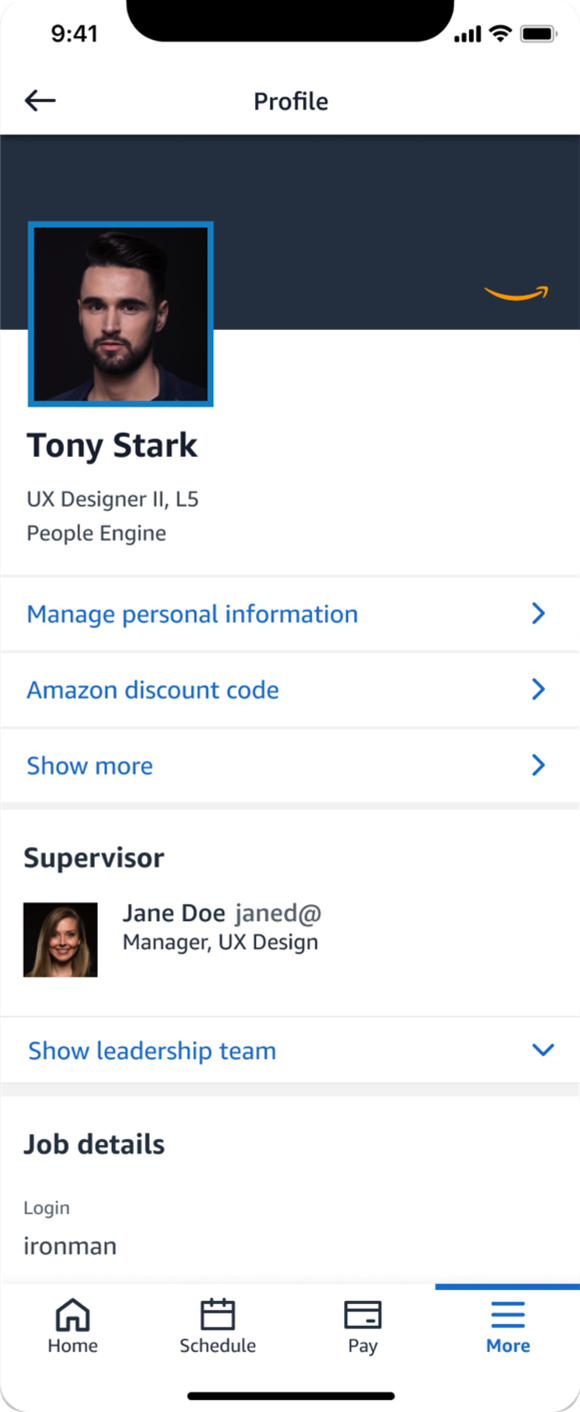 9:41
Profile
Tony Stark
UX Designer II, L5
People Engine
Manage personal information
Amazon discount code
Show more
Supervisor
Jane Doe janed@
Manager, UX Design
Show leadership team
Job details
Login
ironman
Home Schedule Pay More